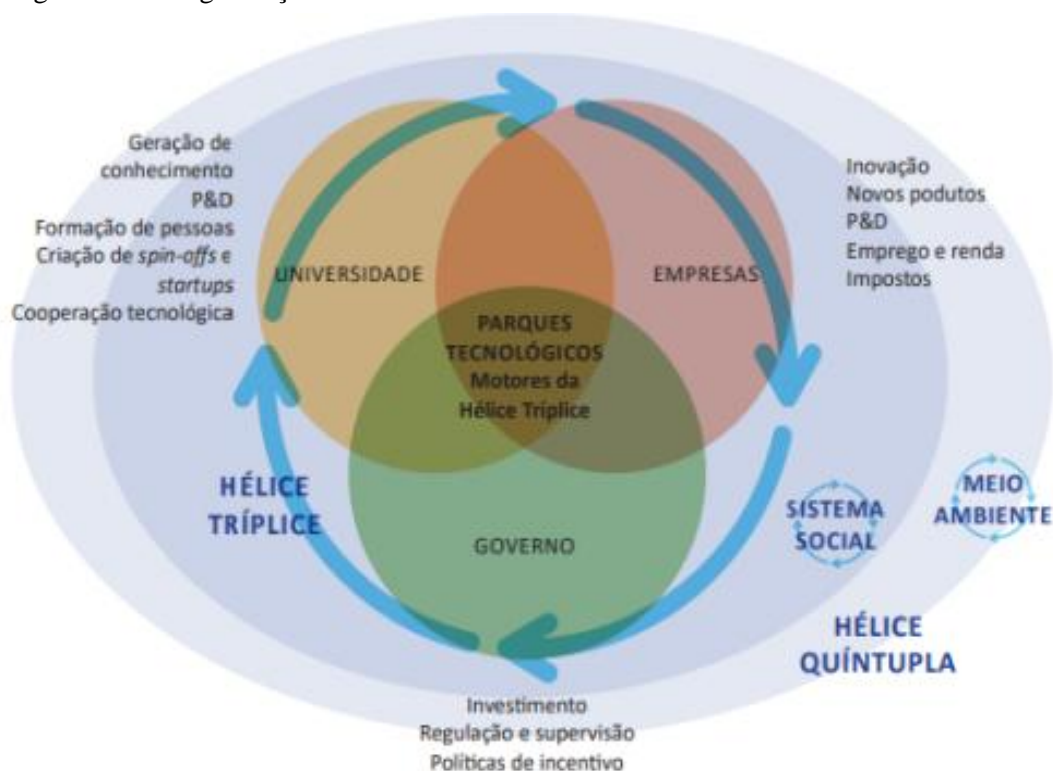 Geração de
conhecimento
P&D
Formação de pessoas
Criação de spin-offs e
startups
Cooperação tecnológica
Inovação
Novos podutos
P&D
Emprego e renda
Impostos
UNIVERSIDADE
EMPRESAS
PARQUES
TECNOLÓGICOS
Motores da
Hélice Tríplice
HÉLICE
TRÍPLICE
GOVERNO
SISTEMA
SOCIAL
MEIO
AMBIENTE
HÉLICE
QUÍNTUPLA
Investimento
Regulação e supervisão
Políticas de incentivo